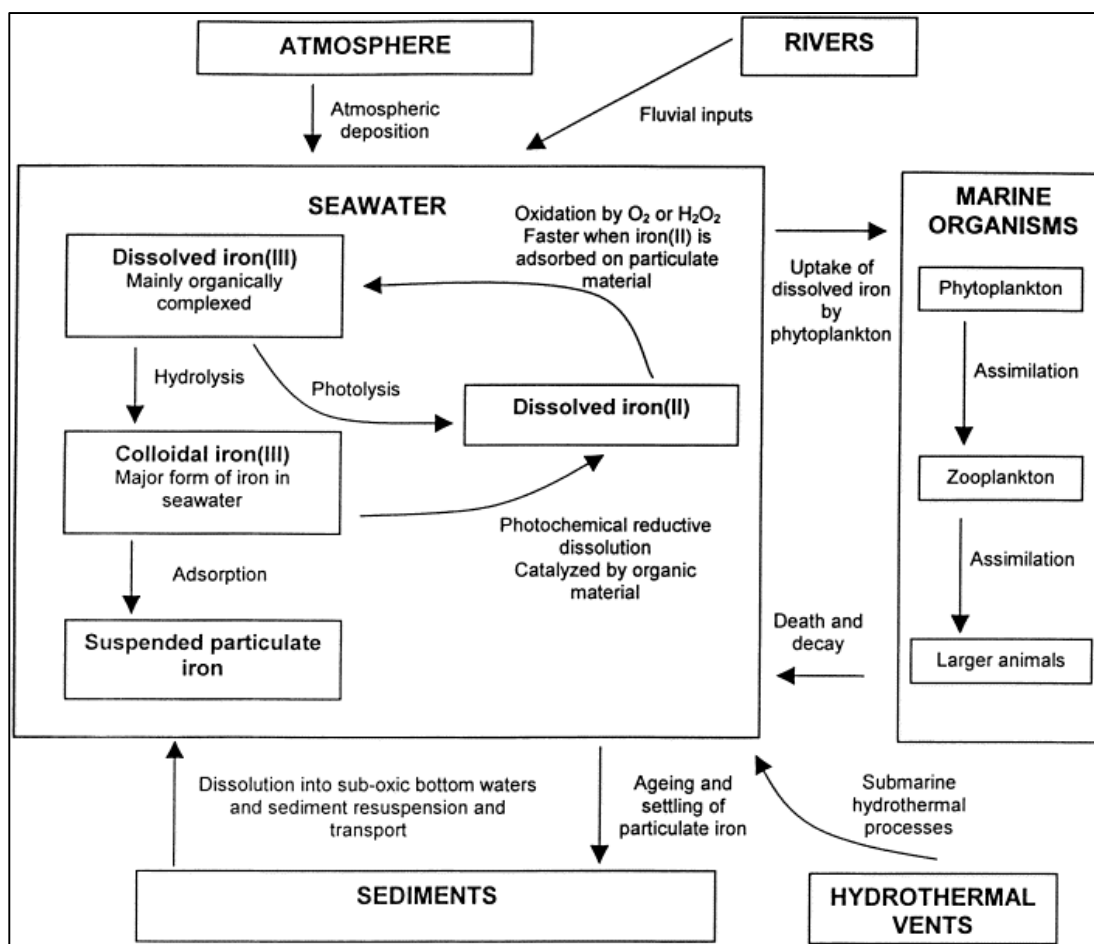 ATMOSPHERE
RIVERS
Atmospheric
deposition
Fluvial inputs
SEAWATER
Oxidation by O₂ or H₂O₂
Faster when iron(II) is
adsorbed on particulate
material
Dissolved iron(III)
Mainly organically
complexed
Hydrolysis
Photolysis
Dissolved iron(II)
Colloidal iron(III)
Major form of iron in
seawater
Photochemical reductive
dissolution
Catalyzed by organic
material
Adsorption
Suspended particulate
iron
Uptake of
dissolved iron
by
phytoplankton
MARINE
ORGANISMS
Phytoplankton
Assimilation
Zooplankton
Assimilation
Larger animals
Death and
decay
Dissolution into sub-oxic bottom waters
and sediment resuspension and
transport
Ageing and
settling of
particulate iron
Submarine
hydrothermal
processes
SEDIMENTS
HYDROTHERMAL
VENTS